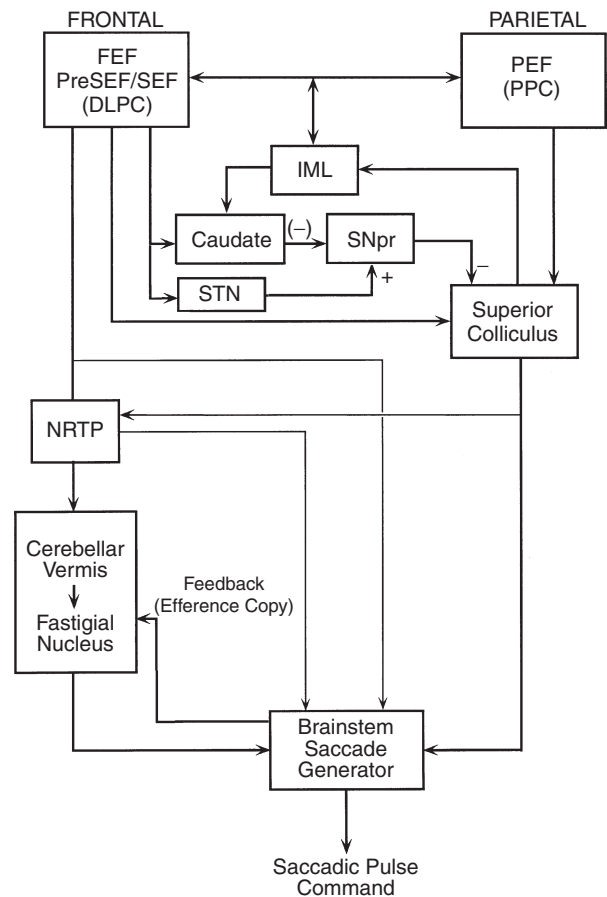 FRONTAL
PARIETAL
FEF
PreSEF/SEF
(DLPC)
PEF
(PPC)
IML
Caudate
(–)
SNpr
–
+
STN
Superior
Colliculus
NRTP
Cerebellar
Vermis
Fastigial
Nucleus
Feedback
(Efference Copy)
Brainstem
Saccade
Generator
Saccadic Pulse
Command